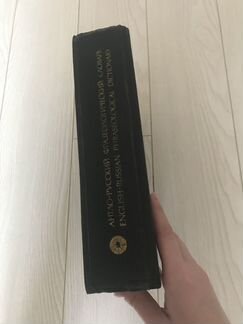 АНГЛО-РУССКИЙ ФРАЗЕОЛОГИЧЕСКИЙ СЛОВАРЬ
ENGLISH-RUSSIAN PHRASEOLOGICAL DICTIONARY